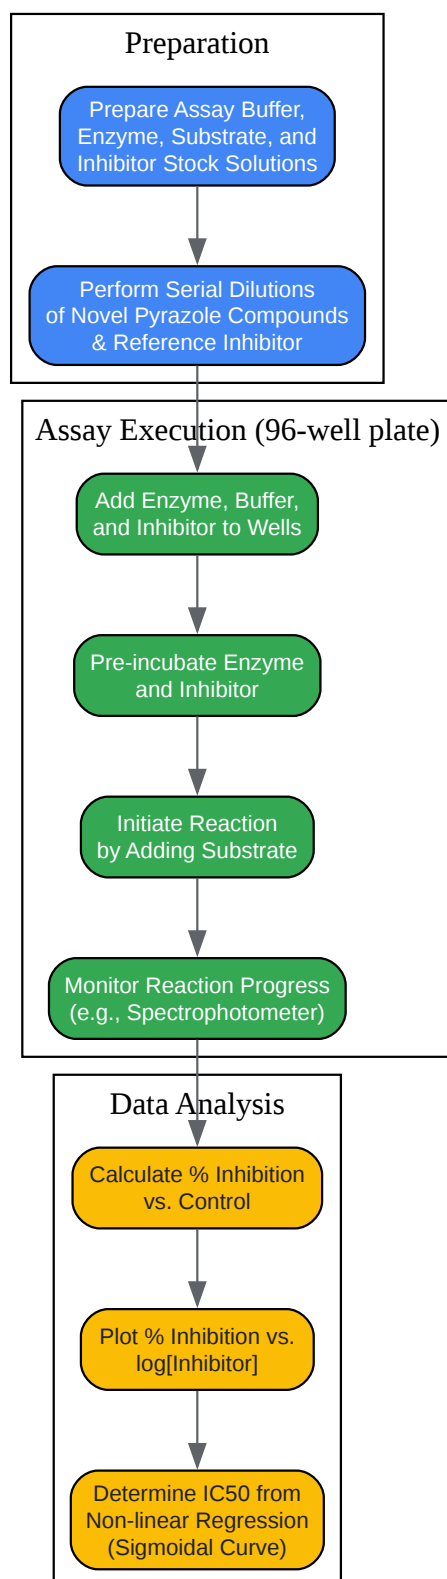 Preparation
Prepare Assay Buffer,
Enzyme, Substrate, and
Inhibitor Stock Solutions
Perform Serial Dilutions
of Novel Pyrazole Compounds
& Reference Inhibitor
Assay Execution (96-well plate)
Add Enzyme, Buffer,
and Inhibitor to Wells
Pre-incubate Enzyme
and Inhibitor
Initiate Reaction
by Adding Substrate
Monitor Reaction Progress
(e.g., Spectrophotometer)
Data Analysis
Calculate % Inhibition
vs. Control
Plot % Inhibition vs.
log[Inhibitor]
Determine IC50 from
Non-linear Regression
(Sigmoidal Curve)